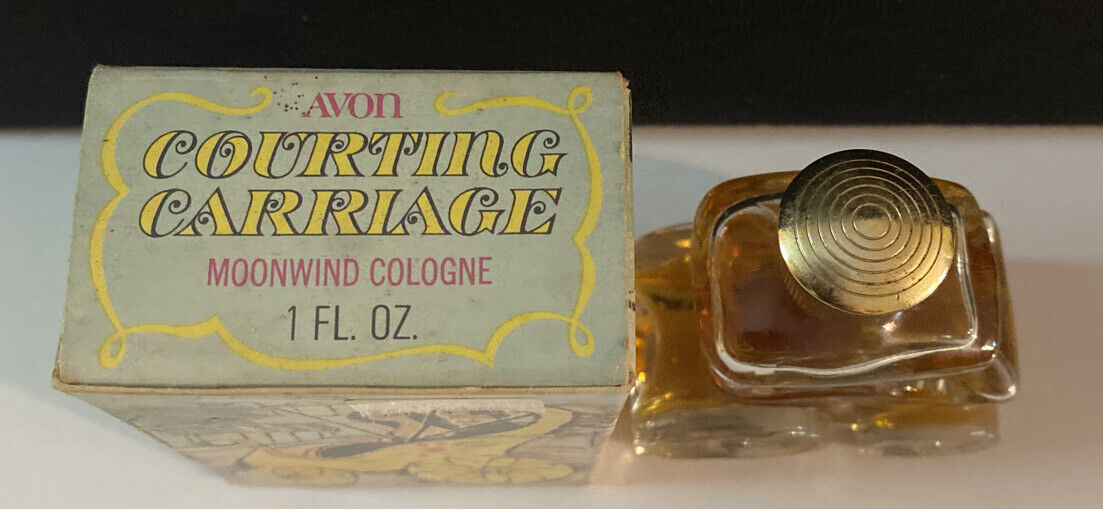 AVON
COURTING
CARRIAGE
MOONWIND COLOGNE
1 FL. OZ.